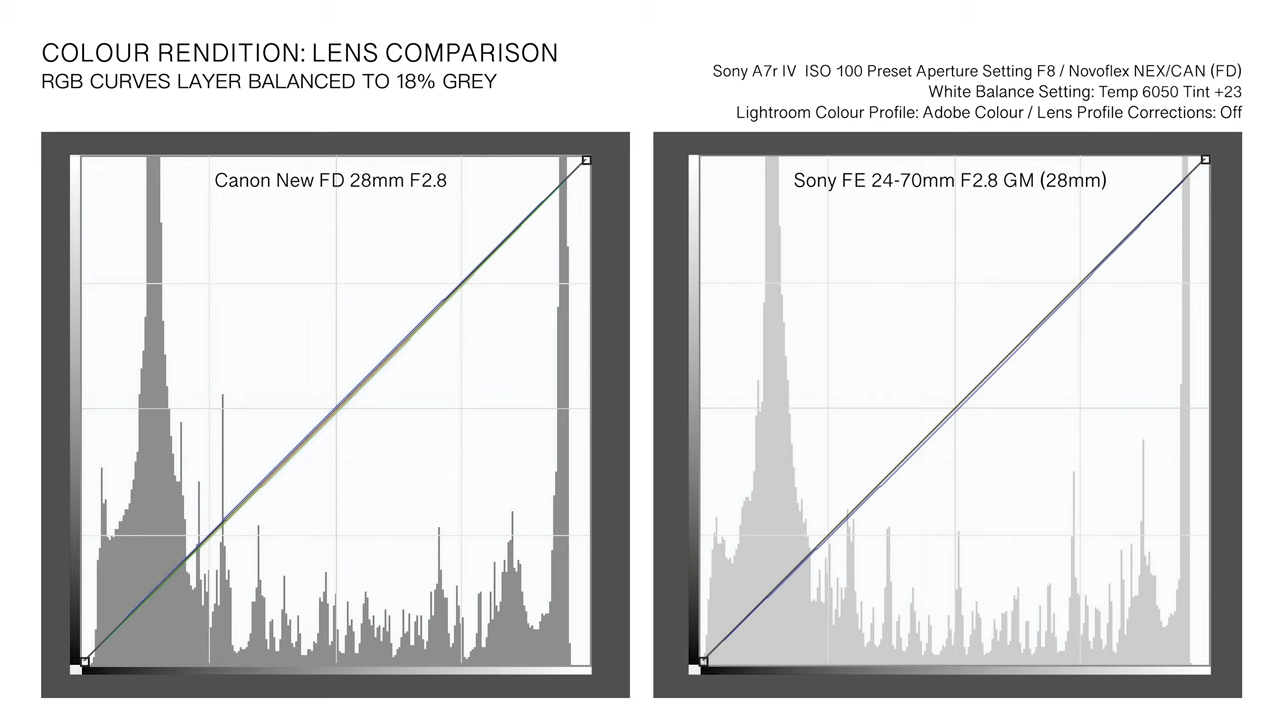 COLOUR RENDITION: LENS COMPARISON
RGB CURVES LAYER BALANCED TO 18% GREY
Sony A7r IV  ISO 100 Preset Aperture Setting F8 / Novoflex NEX/CAN (FD)
White Balance Setting: Temp 6050 Tint +23
Lightroom Colour Profile: Adobe Colour / Lens Profile Corrections: Off
Canon New FD 28mm F2.8
Sony FE 24-70mm F2.8 GM (28mm)